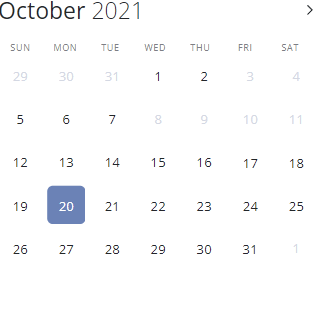 October 2021
SUN MON TUE WED THU FRI SAT
29 30 31 1 2 3 4
5 6 7 8 9 10 11
12 13 14 15 16 17 18
19 20 21 22 23 24 25
26 27 28 29 30 31 1